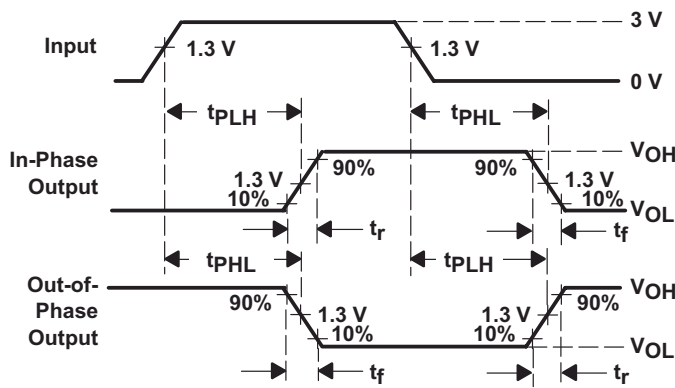 3 V
Input
1.3 V
1.3 V
0 V
tPLH
tPHL
In-Phase
Output
VOH
90%
90%
1.3 V
1.3 V
10%
10%
VOL
tr
tf
tPHL
tPLH
Out-of-
Phase
Output
VOH
90%
90%
1.3 V
1.3 V
10%
10%
VOL
tf
tr